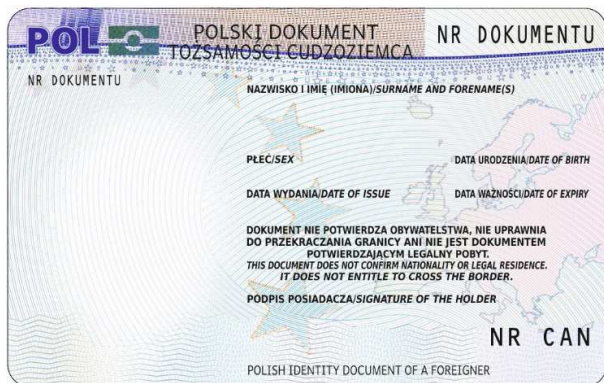 POL
POLSKI DOKUMENT
TOŻSAMOŚCI CUDZOZIEMCA
NR DOKUMENTU
NR DOKUMENTU
NAZWISKO I IMIĘ (IMIONA)/SURNAME AND FORENAME(S)
PŁEĆ/SEX DATA URODZENIA/DATE OF BIRTH
DATA WYDANIA/DATE OF ISSUE DATA WAŻNOŚCI/DATE OF EXPIRY
DOKUMENT NIE POTWIERDZA OBYWATELSTWA, NIE UPRAWNIA
DO PRZEKRACZANIA GRANICY ANI NIE JEST DOKUMENTEM
POTWIERDZAJĄCYM LEGALNY POBYT.
THIS DOCUMENT DOES NOT CONFIRM NATIONALITY OR LEGAL RESIDENCE.
IT DOES NOT ENTITLE TO CROSS THE BORDER.
PODPIS POSIADACZA/SIGNATURE OF THE HOLDER
NR CAN
POLISH IDENTITY DOCUMENT OF A FOREIGNER